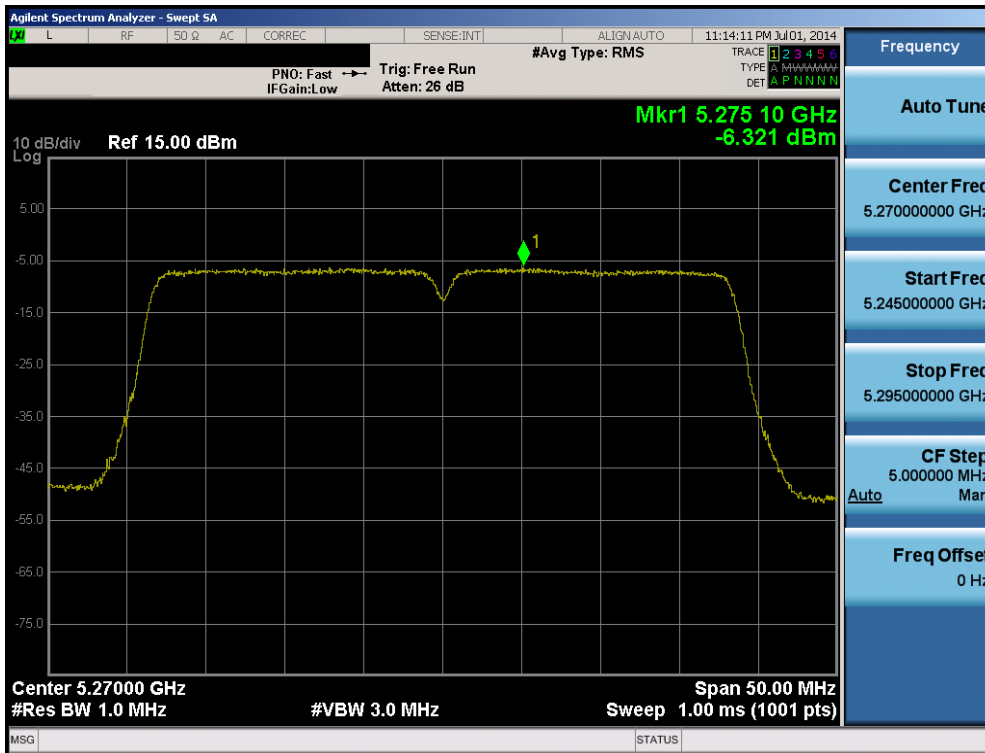 Agilent Spectrum Analyzer - Swept SA
LXI L RF 50 Ω AC CORREC SENSE:INT ALIGN AUTO 11:14:11 PM Jul 01, 2014
#Avg Type: RMS TRACE 1 2 3 4 5 6
PNO: Fast Trig: Free Run TYPE A MWWWWW
IFGain:Low Atten: 26 dB DET A P N N N N
Mkr1 5.275 10 GHz
-6.321 dBm
10 dB/div Ref 15.00 dBm
Log
5.00
1
-5.00
-15.0
-25.0
-35.0
-45.0
-55.0
-65.0
-75.0
Center 5.27000 GHz Span 50.00 MHz
#Res BW 1.0 MHz #VBW 3.0 MHz Sweep 1.00 ms (1001 pts)
MSG STATUS
Frequency
Auto Tune
Center Freq
5.270000000 GHz
Start Freq
5.245000000 GHz
Stop Freq
5.295000000 GHz
CF Step
5.000000 MHz
Auto Man
Freq Offset
0 Hz